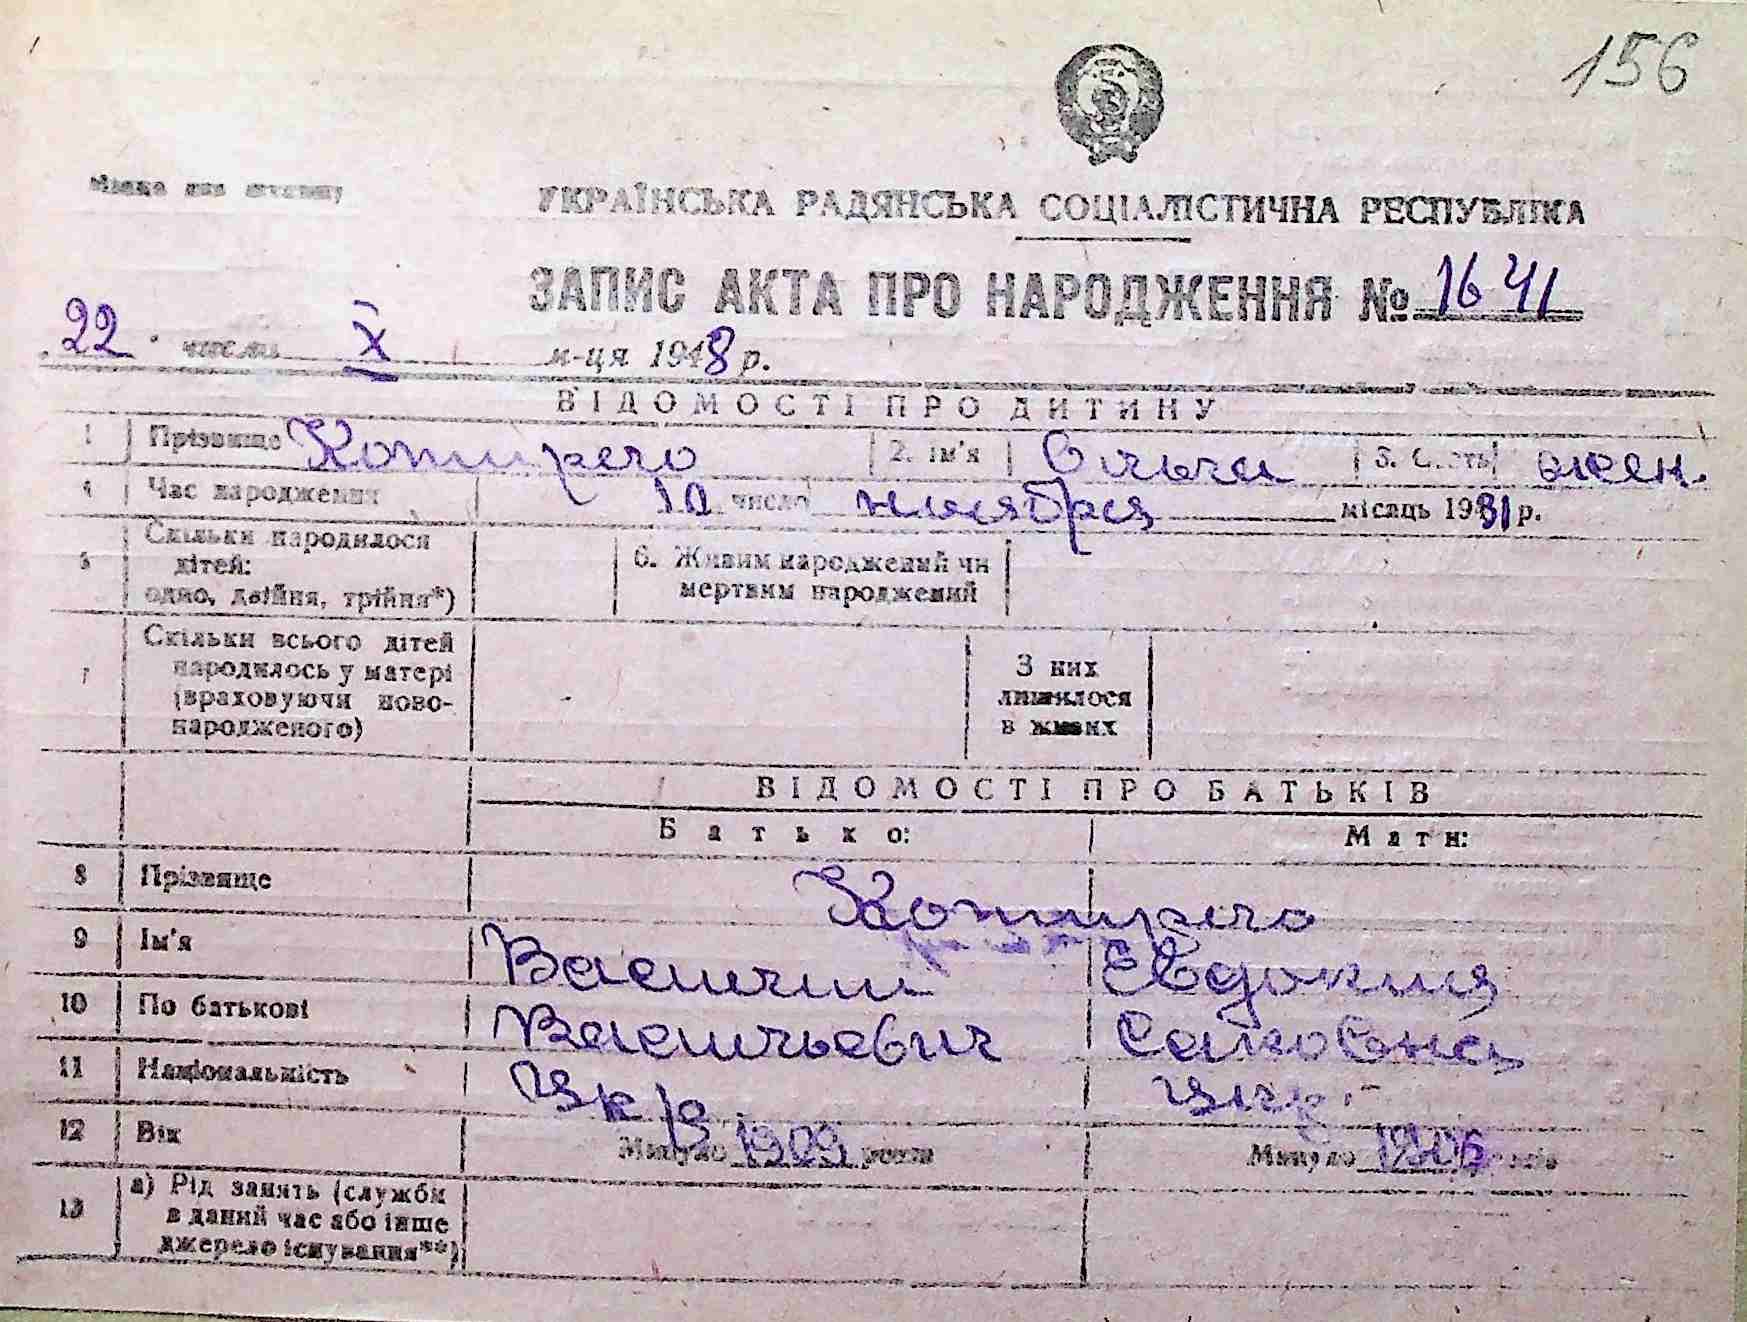 156
Місце для штампу
УКРАЇНСЬКА РАДЯНСЬКА СОЦІАЛІСТИЧНА РЕСПУБЛІКА
ЗАПИС АКТА ПРО НАРОДЖЕННЯ № 1641
22 числа X м-ця 1948 р.
ВІДОМОСТІ ПРО ДИТИНУ
1 Прізвище 2. Ім'я Ольга 3. Стать жен.
4 Час народження 10 число ноября місяць 1931 р.
5 Скільки народилося дітей: одно, двійня, трійня*) 6. Живим народжений чи мертвим народжений
7 Скільки всього дітей народилось у матері (враховуючи ново-народженого) З них лишилося в живих
ВІДОМОСТІ ПРО БАТЬКІВ
Батько: Мати:
8 Прізвище
9 Ім'я Василий Евдокия
10 По батькові Васильевич
11 Національність Укр. Укр.
12 Вік Минуло 1909 років Минуло 1906 років
13 а) Рід занять (служби в даний час або інше джерело існування**)